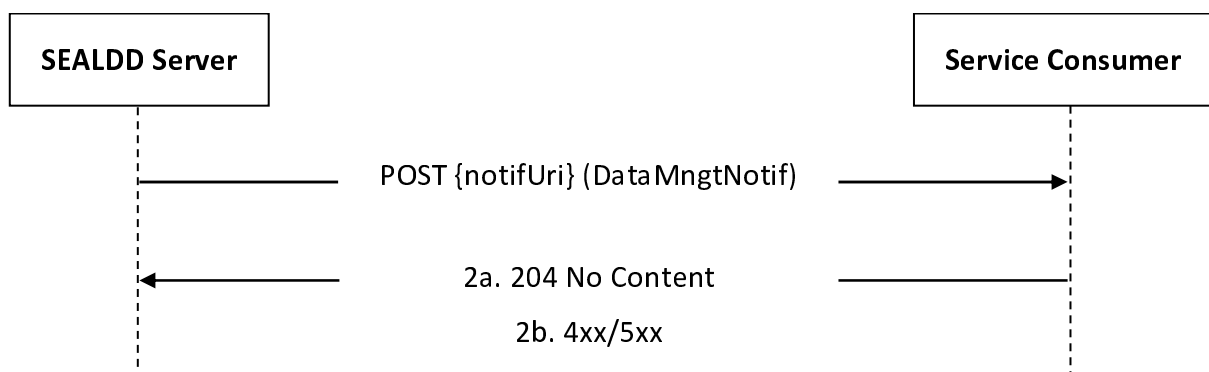 SEALDD Server
Service Consumer
POST {notifUri} (DataMngtNotif)
2a. 204 No Content
2b. 4xx/5xx